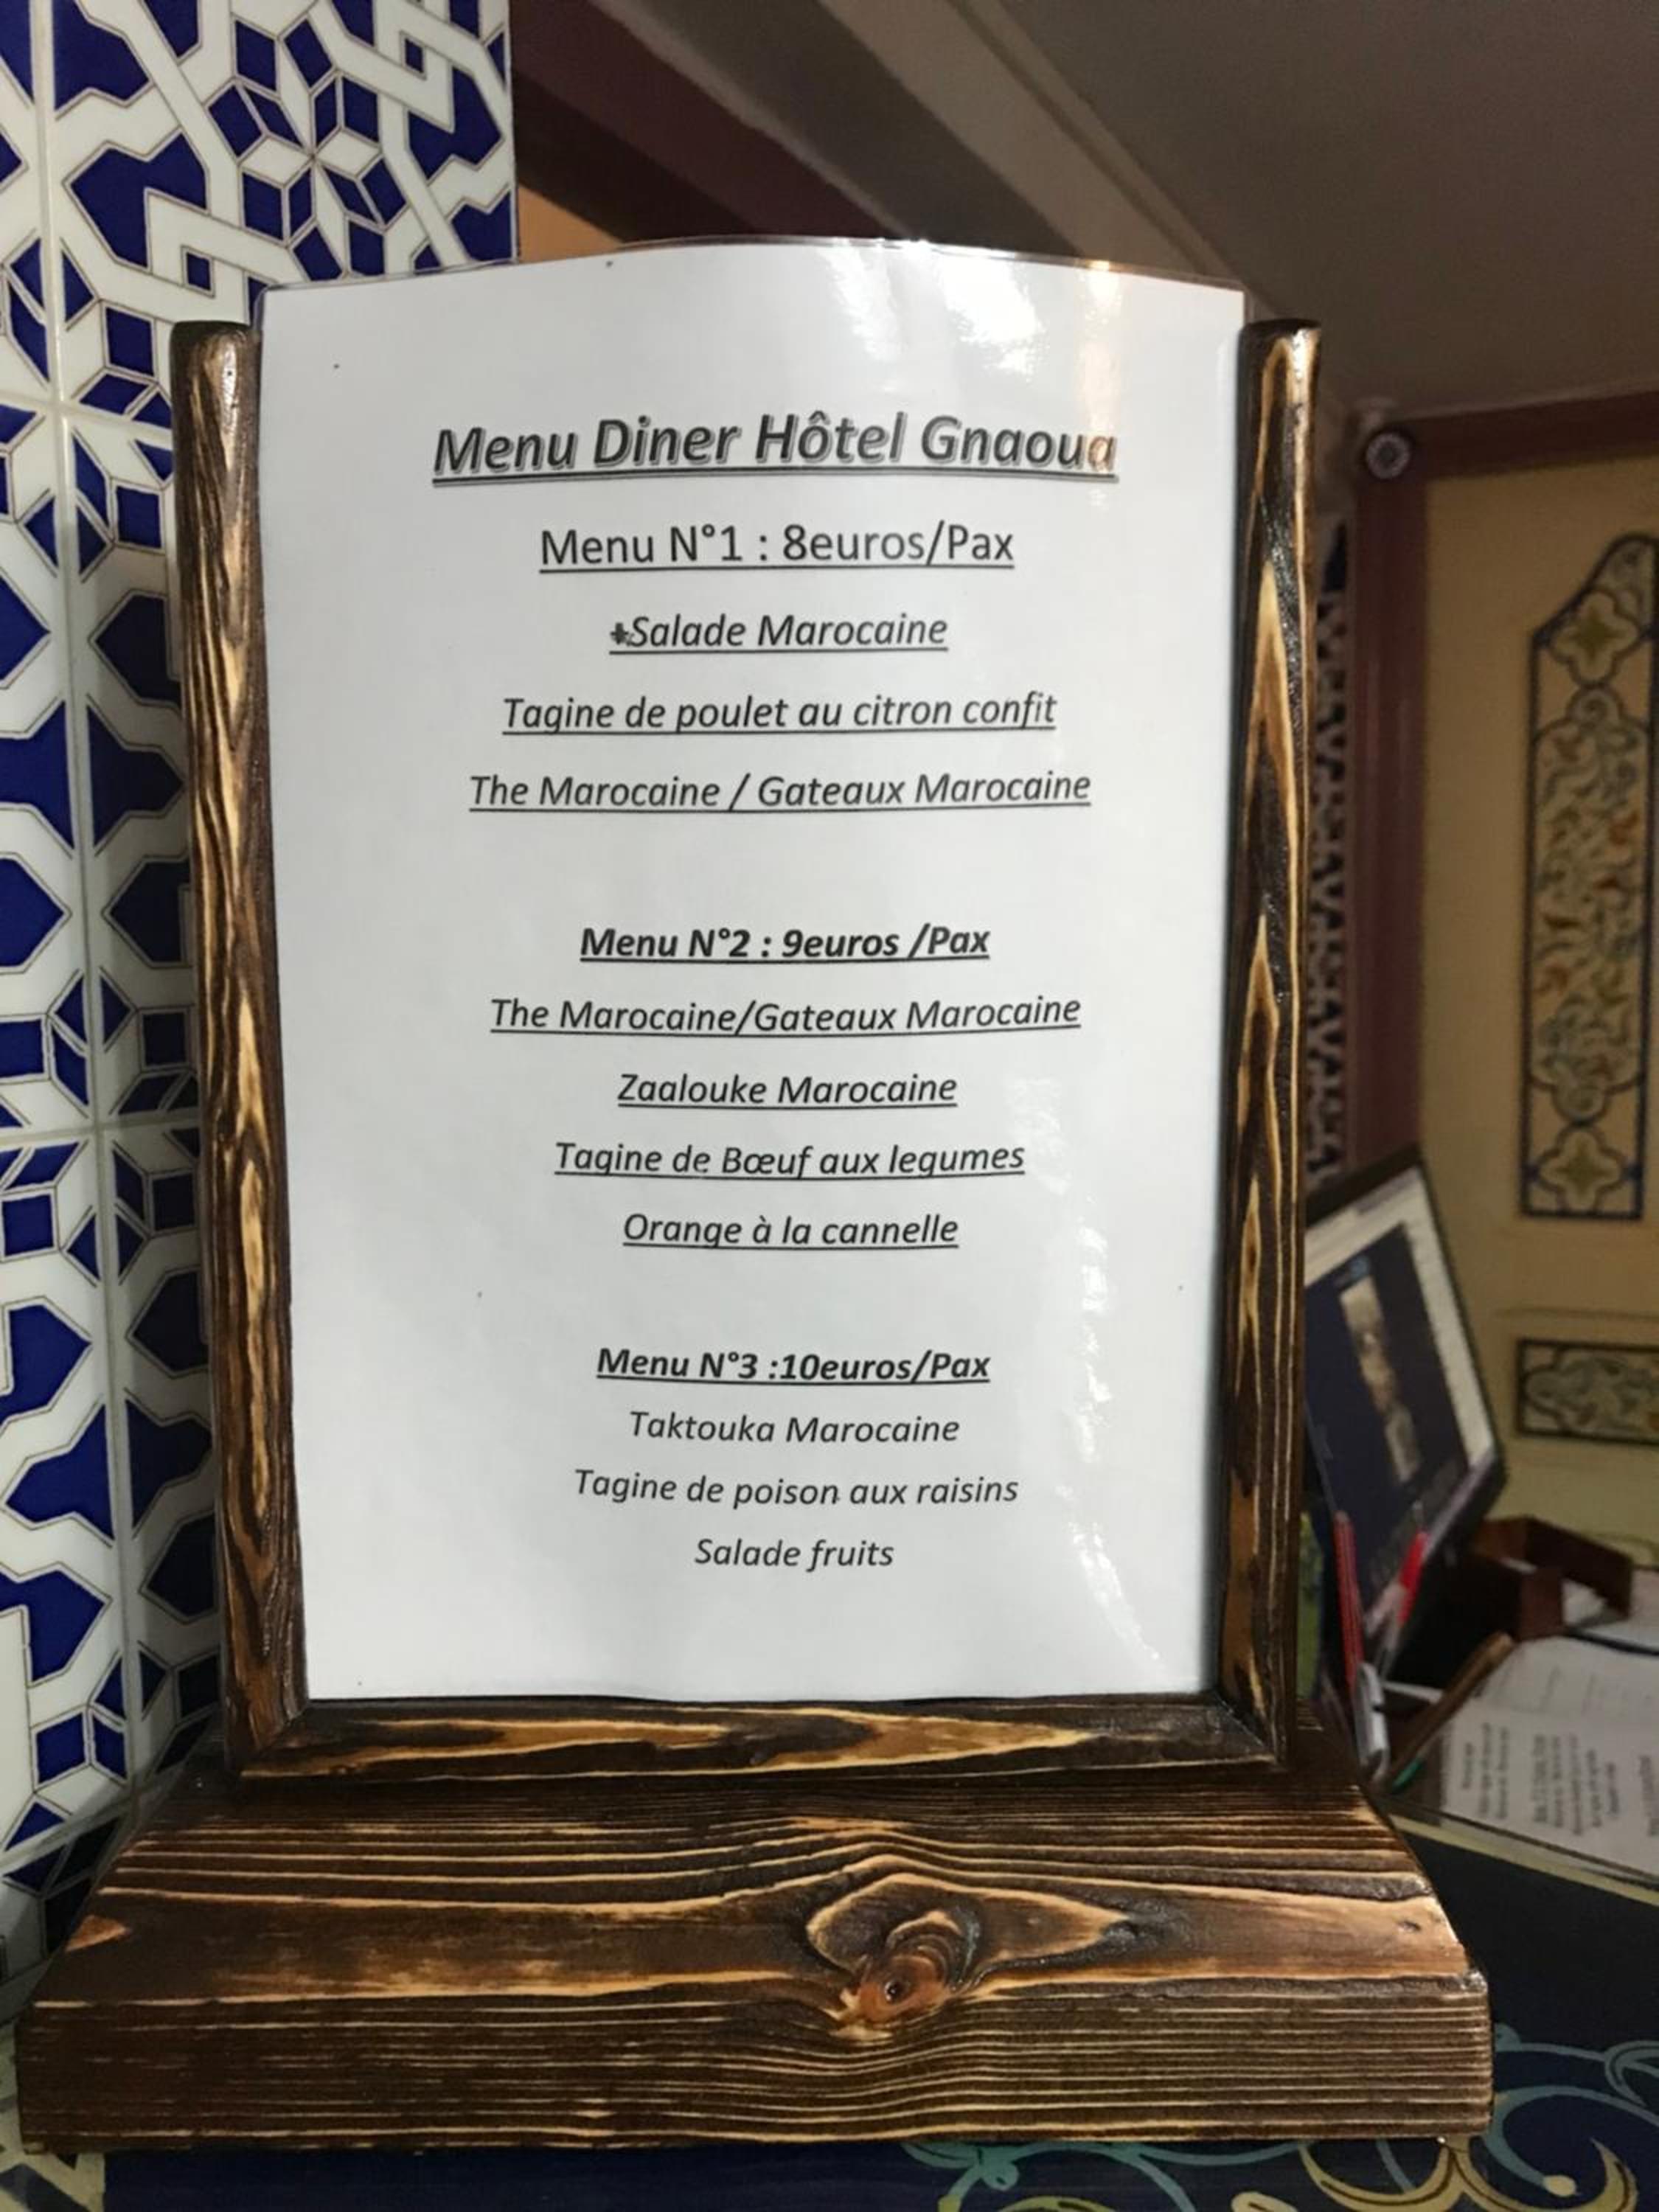 Menu Diner Hôtel Gnaoua
Menu N°1 : 8euros/Pax
+Salade Marocaine
Tagine de poulet au citron confit
The Marocaine / Gateaux Marocaine
Menu N°2 : 9euros /Pax
The Marocaine/Gateaux Marocaine
Zaalouke Marocaine
Tagine de Bœuf aux legumes
Orange à la cannelle
Menu N°3 :10euros/Pax
Taktouka Marocaine
Tagine de poison aux raisins
Salade fruits